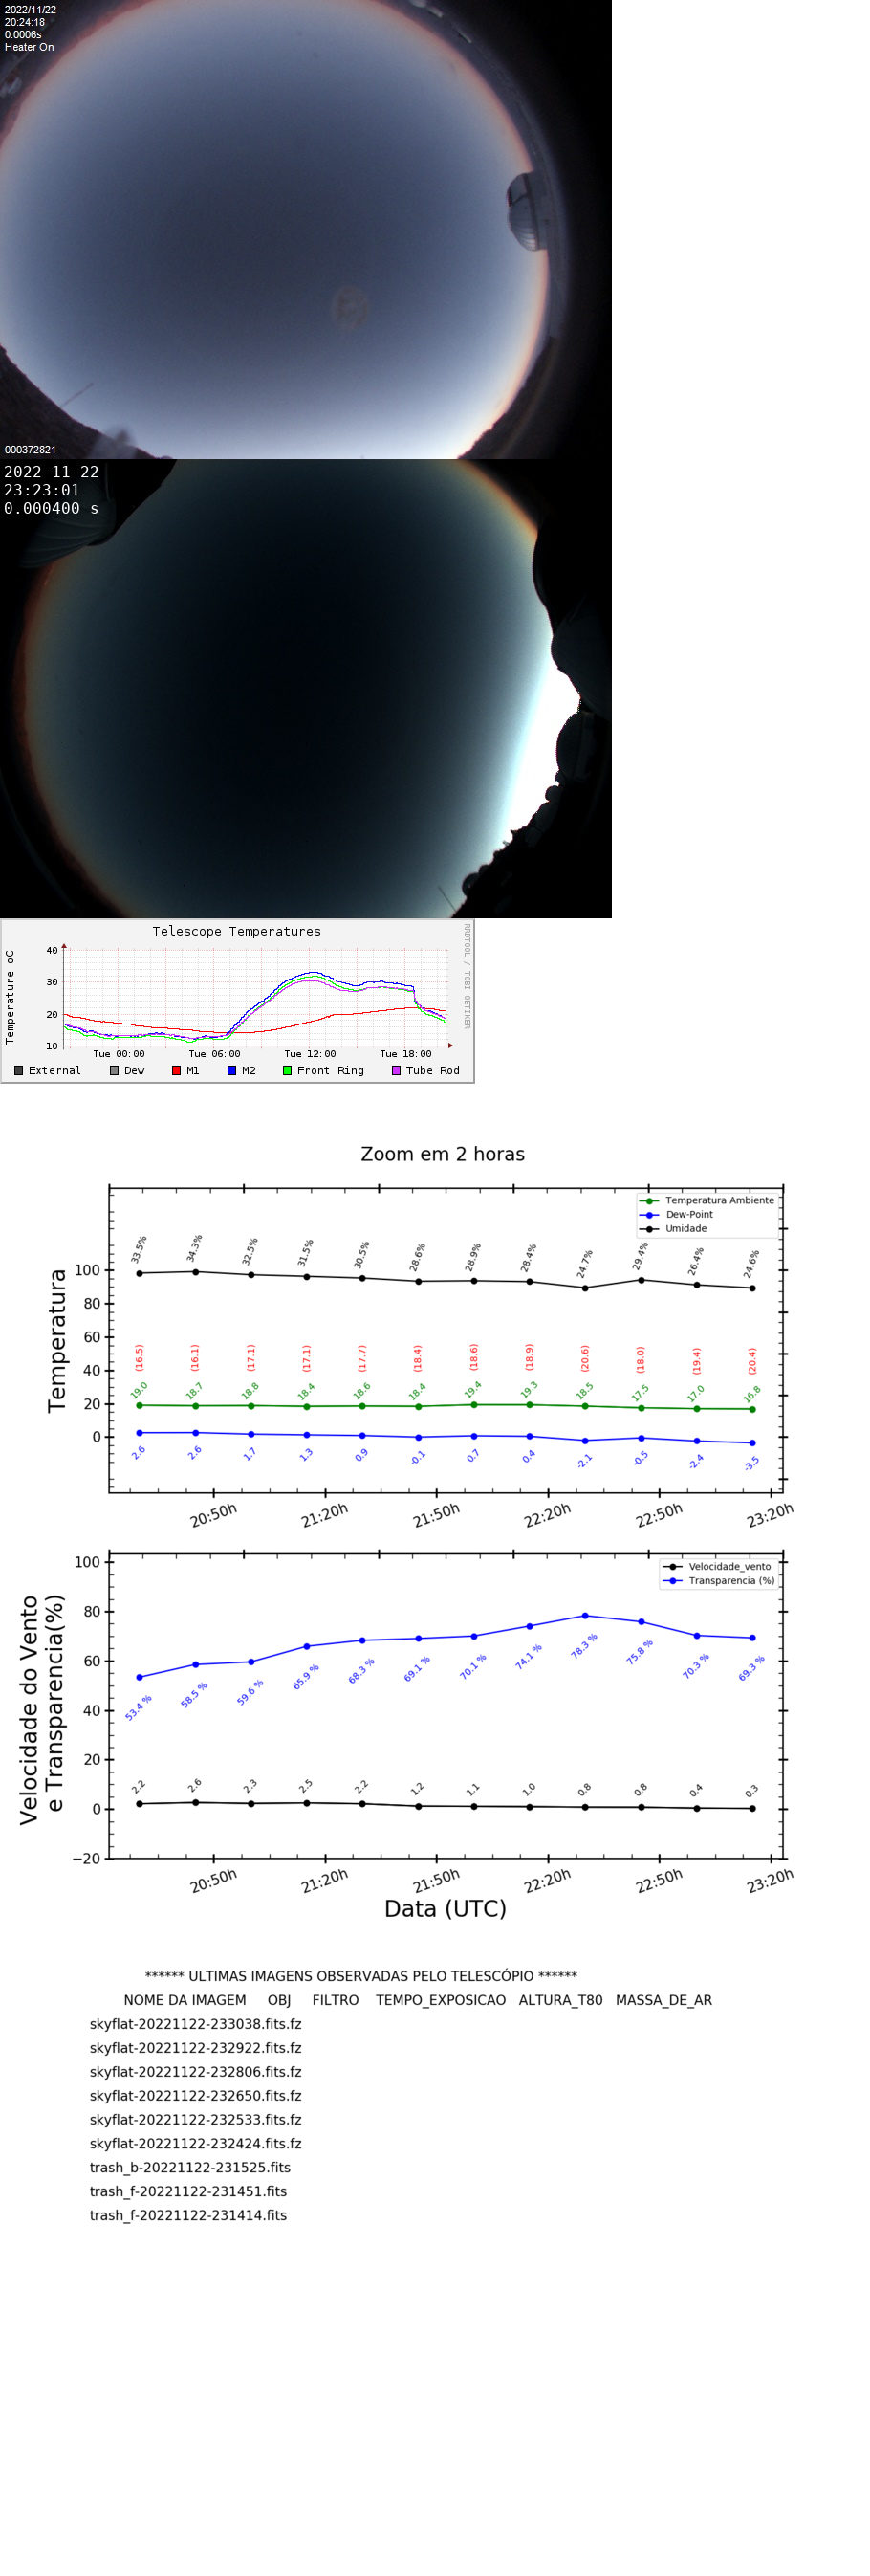 2022/11/22
20:24:18
0.0006s
Heater On
000372821
2022-11-22
23:23:01
0.000400 s
Telescope Temperatures
RRDTOOL / TOBI OETIKER
Temperature oC
40
30
20
10
Tue 00:00 Tue 06:00 Tue 12:00 Tue 18:00
External Dew M1 M2 Front Ring Tube Rod
Zoom em 2 horas
Temperatura Ambiente
Dew-Point
Umidade
Temperatura
100
80
60
40
20
0
33.5% 34.3% 32.5% 31.5% 30.5% 28.6% 28.9% 28.4% 24.7% 29.4% 26.4% 24.6%
(16.5) (16.1) (17.1) (17.1) (17.7) (18.4) (18.6) (18.9) (20.6) (18.0) (19.4) (20.4)
19.0 18.7 18.8 18.4 18.6 18.4 19.4 19.3 18.5 17.5 17.0 16.8
2.6 2.6 1.7 1.3 0.9 -0.1 0.7 0.4 -2.1 -0.5 -2.4 -3.5
20:50h 21:20h 21:50h 22:20h 22:50h 23:20h
Velocidade_vento
Transparencia (%)
Velocidade do Vento
e Transparencia(%)
100
80
60
40
20
0
−20
53.4 % 58.5 % 59.6 % 65.9 % 68.3 % 69.1 % 70.1 % 74.1 % 78.3 % 75.8 % 70.3 % 69.3 %
2.2 2.6 2.3 2.5 2.2 1.2 1.1 1.0 0.8 0.8 0.4 0.3
20:50h 21:20h 21:50h 22:20h 22:50h 23:20h
Data (UTC)
****** ULTIMAS IMAGENS OBSERVADAS PELO TELESCÓPIO ******
NOME DA IMAGEM OBJ FILTRO TEMPO_EXPOSICAO ALTURA_T80 MASSA_DE_AR
skyflat-20221122-233038.fits.fz
skyflat-20221122-232922.fits.fz
skyflat-20221122-232806.fits.fz
skyflat-20221122-232650.fits.fz
skyflat-20221122-232533.fits.fz
skyflat-20221122-232424.fits.fz
trash_b-20221122-231525.fits
trash_f-20221122-231451.fits
trash_f-20221122-231414.fits